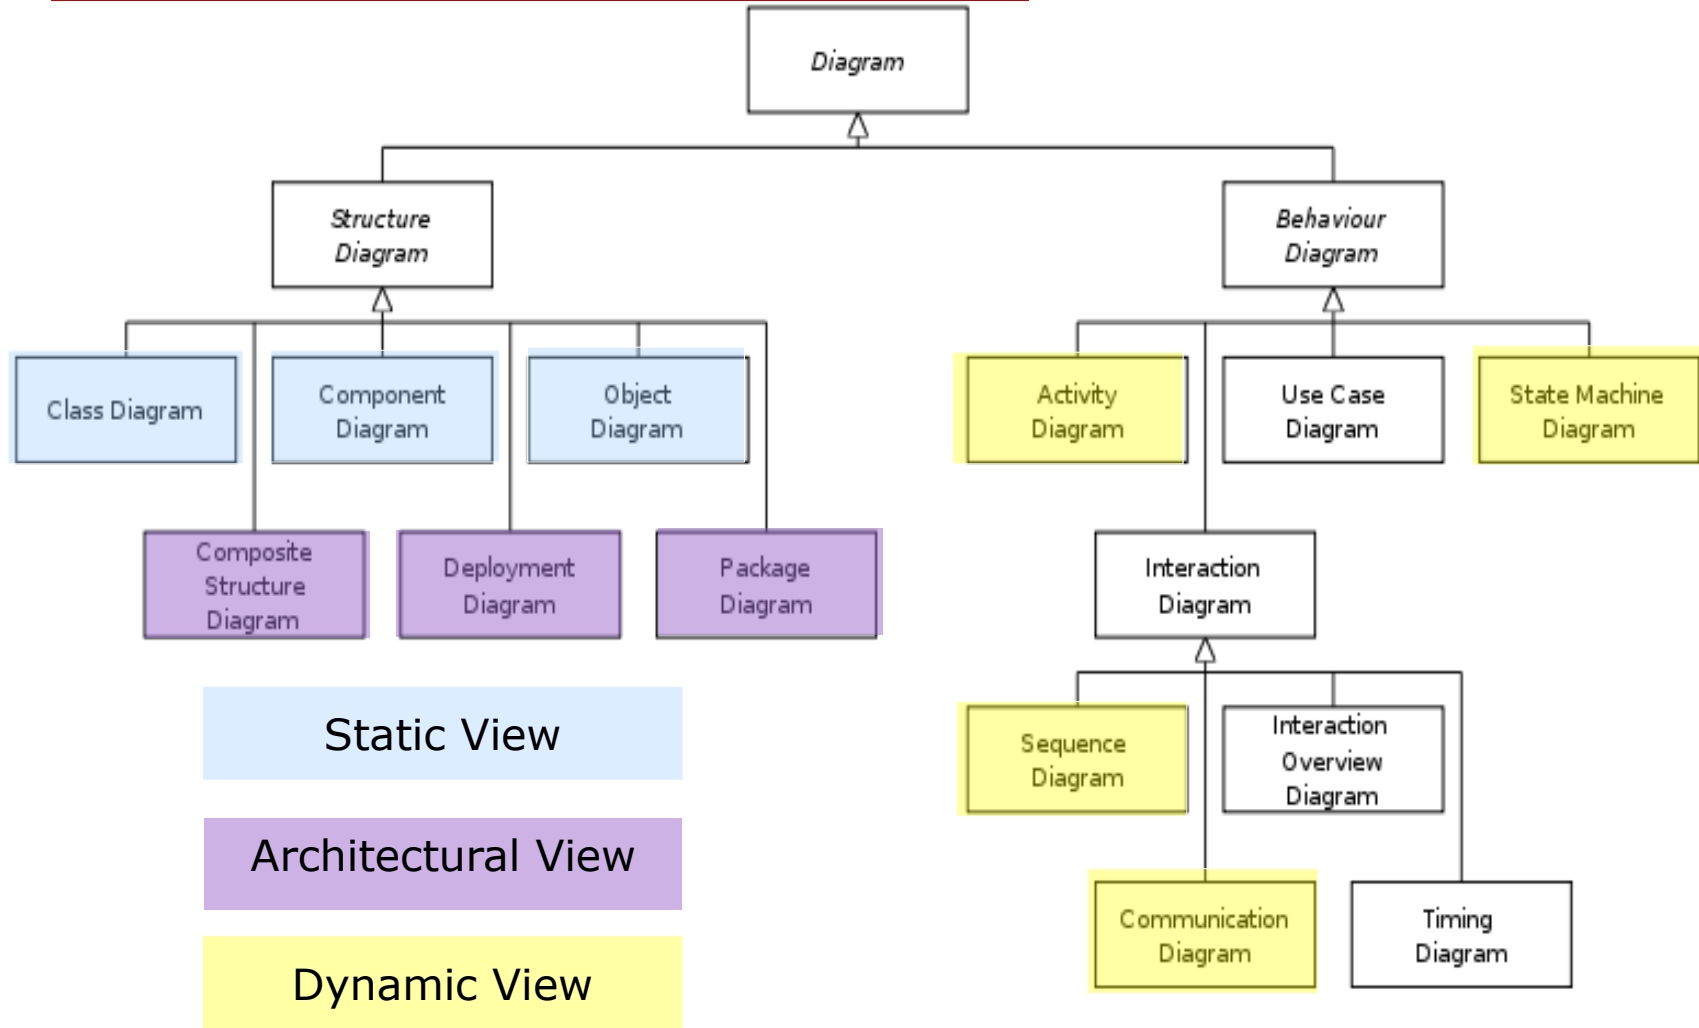 Diagram
Structure
Diagram
Behaviour
Diagram
Class Diagram
Component
Diagram
Object
Diagram
Activity
Diagram
Use Case
Diagram
State Machine
Diagram
Composite
Structure
Diagram
Deployment
Diagram
Package
Diagram
Interaction
Diagram
Sequence
Diagram
Interaction
Overview
Diagram
Communication
Diagram
Timing
Diagram
Static View
Architectural View
Dynamic View